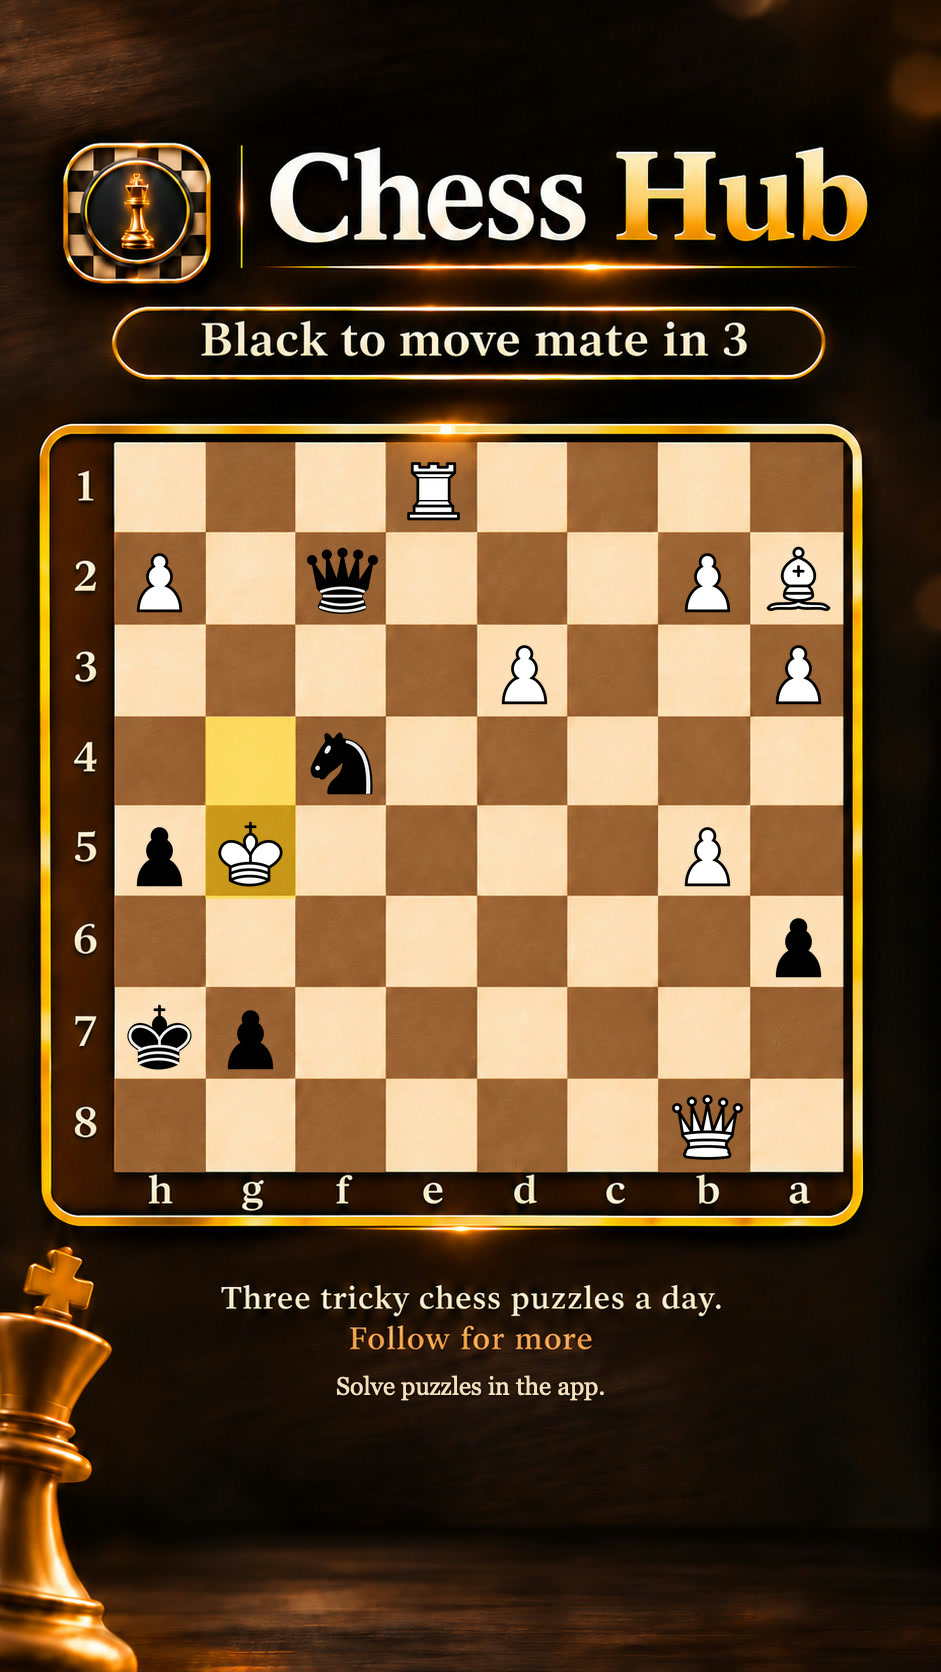 Chess Hub
Black to move mate in 3
1
2
3
4
5
6
7
8
h g f e d c b a
Three tricky chess puzzles a day.
Follow for more
Solve puzzles in the app.